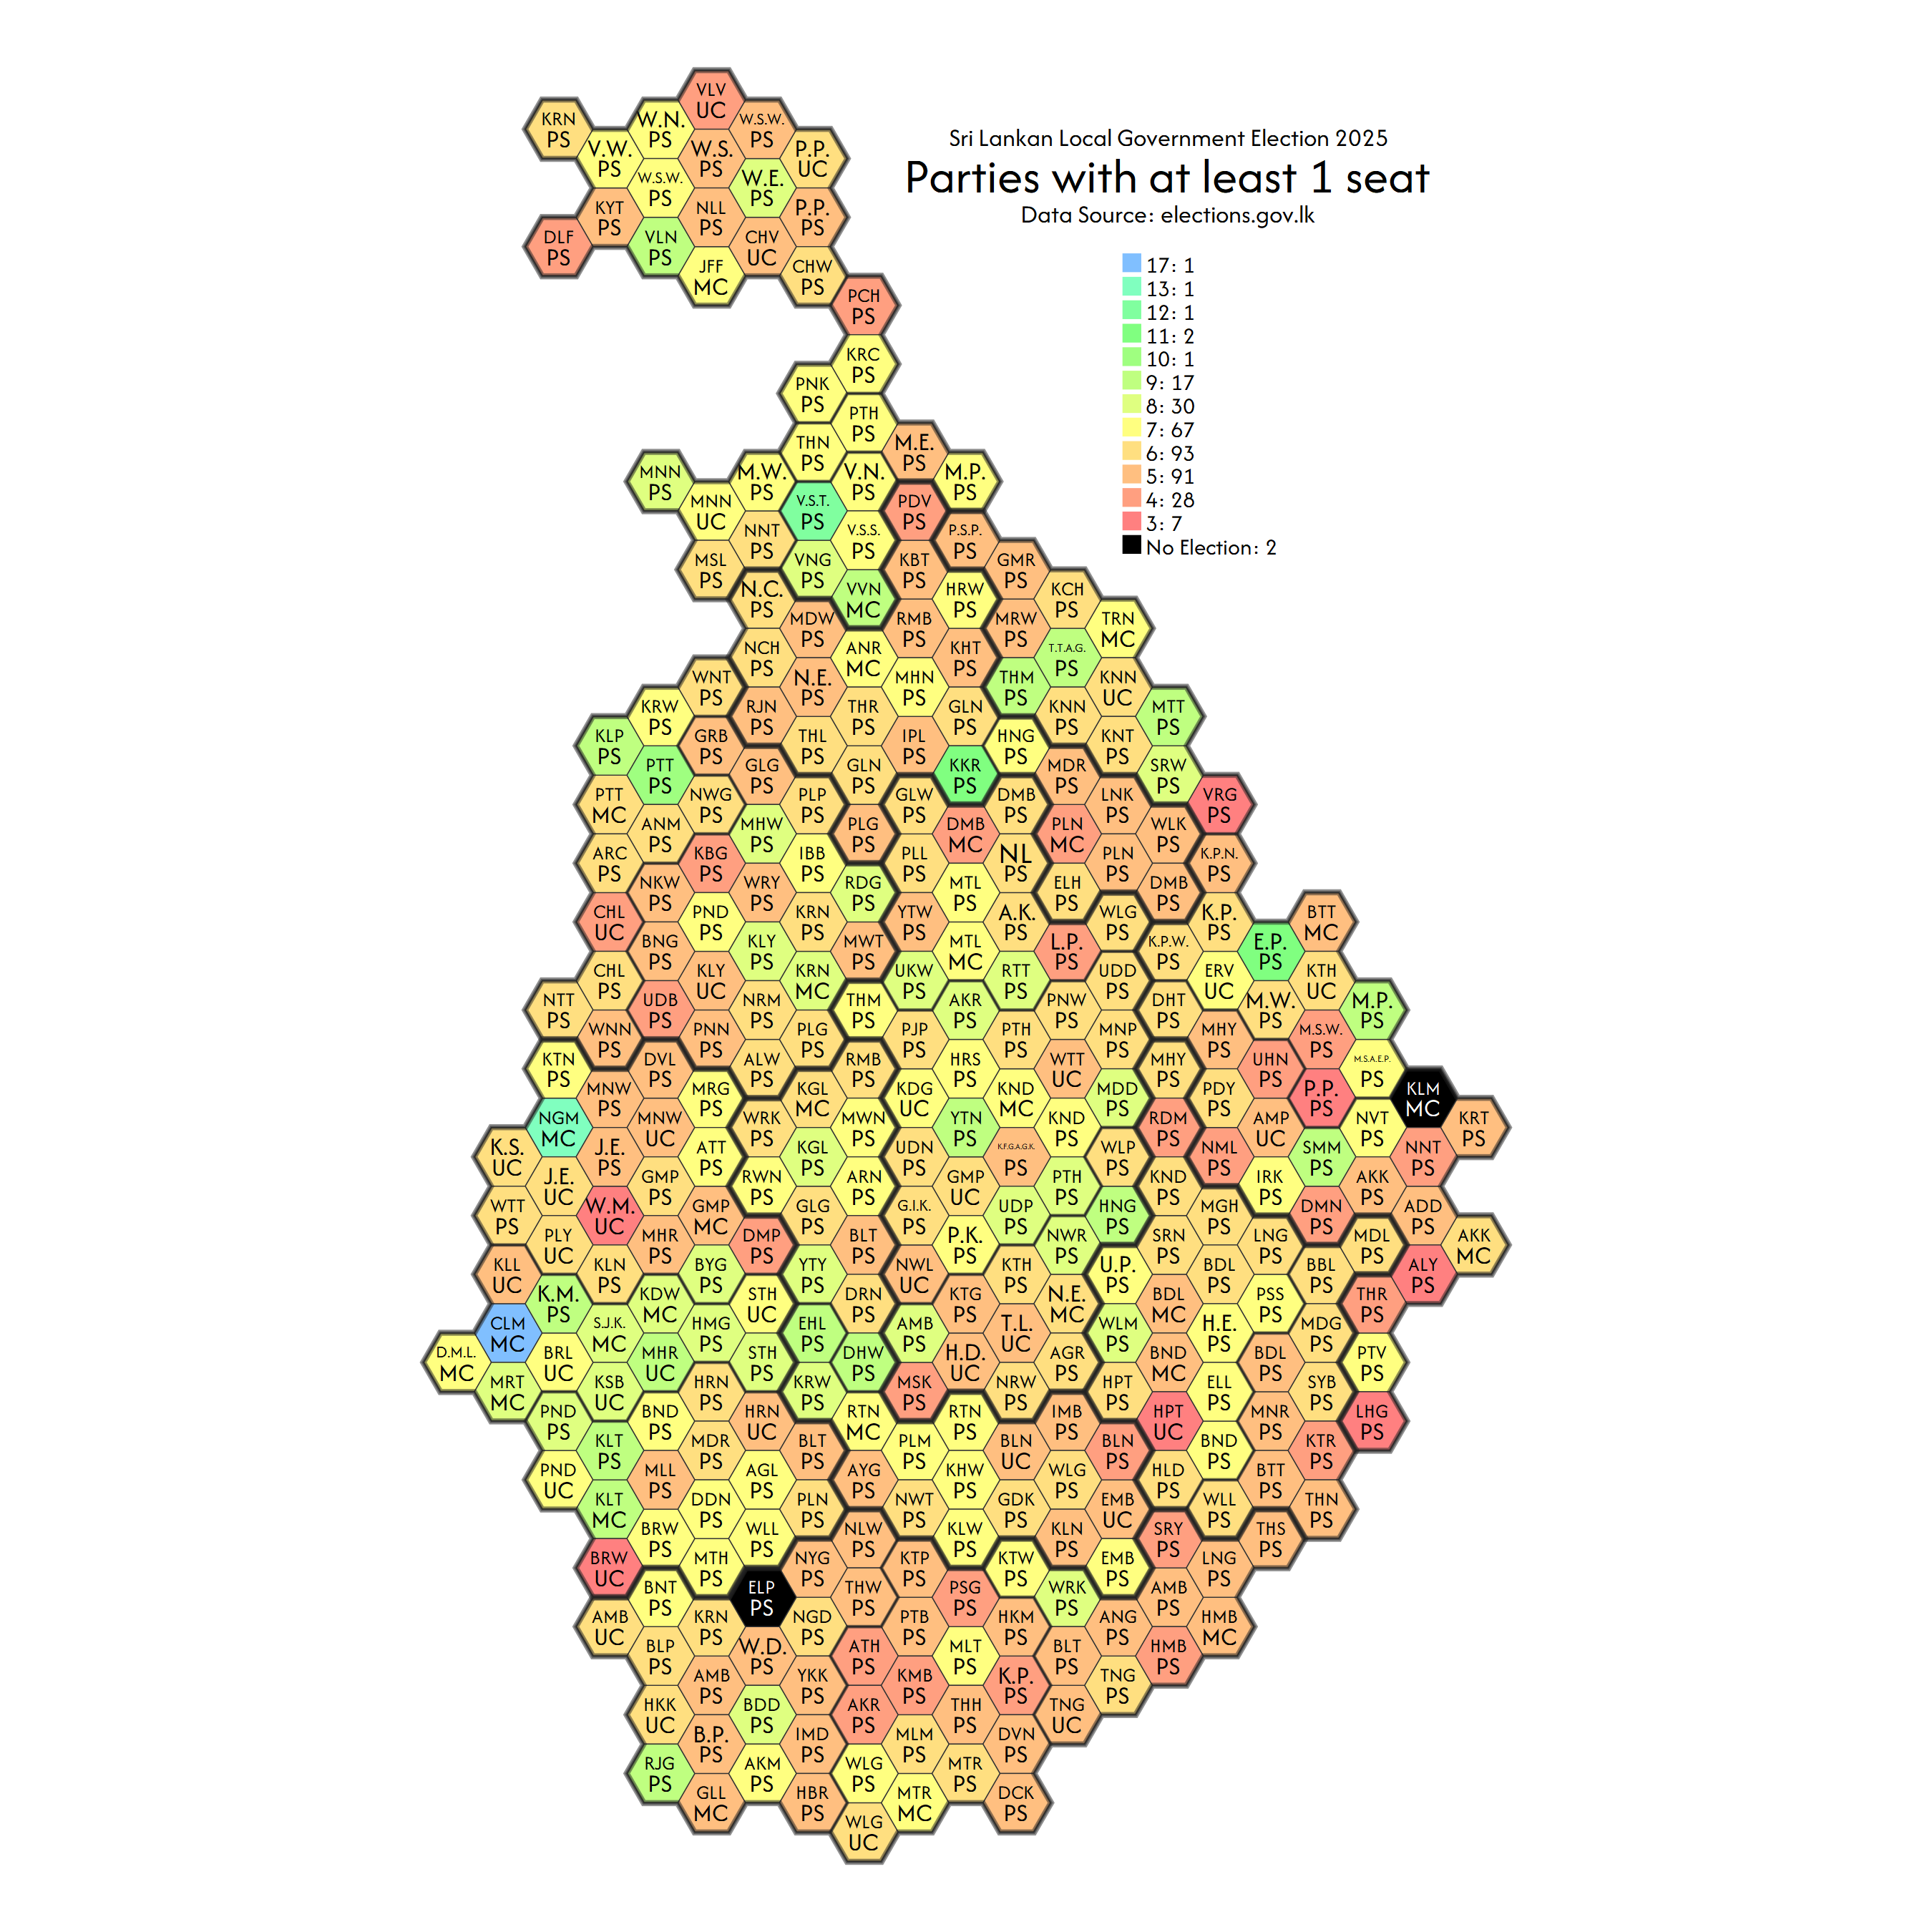 VLV
UC
Sri Lankan Local Government Election 2025
Parties with at least 1 seat
Data Source: elections.gov.lk
17: 1
13: 1
12: 1
11: 2
10: 1
9: 17
8: 30
7: 67
6: 93
5: 91
4: 28
3: 7
No Election: 2
KRN W.N. W.S.W.
PS PS PS
V.W. W.S. P.P.
PS PS UC
W.S.W. W.E.
PS PS
KYT NLL P.P.
PS PS PS
DLF VLN CHV
PS PS UC
JFF CHW
MC PS
PCH
PS
KRC
PS
PNK
PS
PTH
PS
THN M.E.
PS PS
MNN M.W. V.N. M.P.
PS PS PS PS
MNN V.S.T. PDV
UC PS PS
NNT V.S.S. P.S.P.
PS PS PS
MSL VNG KBT GMR
PS PS PS PS
N.C. VVN HRW KCH
PS MC PS PS
MDW RMB MRW TRN
PS PS PS MC
NCH ANR KHT T.T.A.G.
PS MC PS PS
WNT N.E. MHN THM KNN
PS PS PS PS UC
KRW RJN THR GLN KNN MTT
PS PS PS PS PS PS
KLP GRB THL IPL HNG KNT
PS PS PS PS PS PS
PTT GLG GLN KKR MDR SRW
PS PS PS PS PS PS
PTT NWG PLP GLW DMB LNK VRG
MC PS PS PS PS PS PS
ANM MHW PLG DMB PLN WLK
PS PS PS MC MC PS
ARC KBG IBB PLL NL PLN K.P.N.
PS PS PS PS PS PS PS
NKW WRY RDG MTL ELH DMB
PS PS PS PS PS PS
CHL PND KRN YTW A.K. WLG K.P. BTT
UC PS PS PS PS PS PS MC
BNG KLY MWT MTL L.P. K.P.W. E.P.
PS PS PS MC PS PS PS
CHL KLY KRN UKW RTT UDD ERV KTH
PS UC MC PS PS PS UC UC
NTT UDB NRM THM AKR PNW DHT M.W. M.P.
PS PS PS PS PS PS PS PS PS
WNN PNN PLG PJP PTH MNP MHY M.S.W.
PS PS PS PS PS PS PS PS
KTN DVL ALW RMB HRS WTT MHY UHN M.S.A.E.P.
PS PS PS PS PS UC PS PS PS
MNW MRG KGL KDG KND MDD PDY P.P. KLM
PS PS MC UC MC PS PS PS MC
NGM MNW WRK MWN YTN KND RDM AMP NVT KRT
MC UC PS PS PS PS PS UC PS PS
K.S. J.E. ATT KGL UDN K.F.G.A.G.K. WLP NML SMM NNT
UC PS PS PS PS PS PS PS PS PS
J.E. GMP RWN ARN GMP PTH KND IRK AKK
UC PS PS PS UC PS PS PS PS
WTT W.M. GMP GLG G.I.K. UDP HNG MGH DMN ADD
PS UC MC PS PS PS PS PS PS PS
PLY MHR DMP BLT P.K. NWR SRN LNG MDL AKK
UC PS PS PS PS PS PS PS PS MC
KLL KLN BYG YTY NWL KTH U.P. BDL BBL ALY
UC PS PS PS UC PS PS PS PS PS
K.M. KDW STH DRN KTG N.E. BDL PSS THR
PS MC UC PS PS MC MC PS PS
CLM S.J.K. HMG EHL AMB T.L. WLM H.E. MDG
MC MC PS PS PS UC PS PS PS
D.M.L. BRL MHR STH DHW H.D. AGR BND BDL PTV
MC UC UC PS PS UC PS MC PS PS
MRT KSB HRN KRW MSK NRW HPT ELL SYB
MC UC PS PS PS PS PS PS PS
PND BND HRN RTN RTN IMB HPT MNR LHG
PS PS UC MC PS PS UC PS PS
KLT MDR BLT PLM BLN BLN BND KTR
PS PS PS PS UC PS PS PS
PND MLL AGL AYG KHW WLG HLD BTT
UC PS PS PS PS PS PS PS
KLT DDN PLN NWT GDK EMB WLL THN
MC PS PS PS PS UC PS PS
BRW WLL NLW KLW KLN SRY THS
PS PS PS PS PS PS PS
BRW MTH NYG KTP KTW EMB LNG
UC PS PS PS PS PS PS
BNT ELP THW PSG WRK AMB
PS PS PS PS PS PS
AMB KRN NGD PTB HKM ANG HMB
UC PS PS PS PS PS MC
BLP W.D. ATH MLT BLT HMB
PS PS PS PS PS PS
AMB YKK KMB K.P. TNG
PS PS PS PS PS
HKK BDD AKR THH TNG
UC PS PS PS UC
B.P. IMD MLM DVN
PS PS PS PS
RJG AKM WLG MTR
PS PS PS PS
GLL HBR MTR DCK
MC PS MC PS
WLG
UC